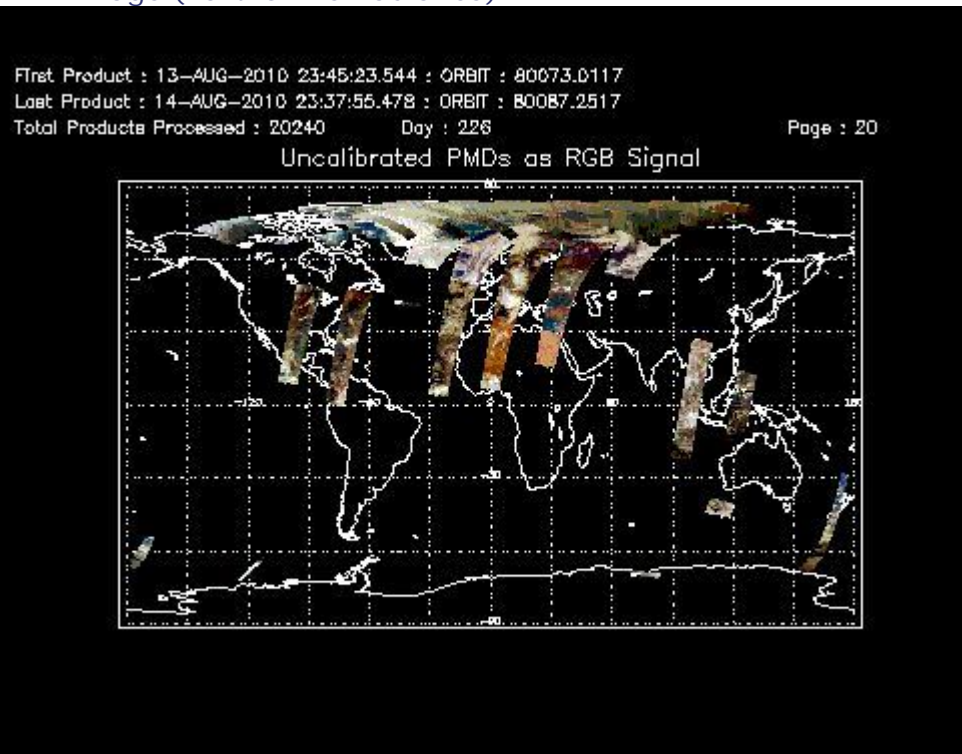 First Product : 13-AUG-2010 23:45:23.544 : ORBIT : 80073.0117
Last Product : 14-AUG-2010 23:37:55.478 : ORBIT : 80087.2517
Total Products Processed : 20240 Day : 226 Page : 20
Uncalibrated PMDs as RGB Signal